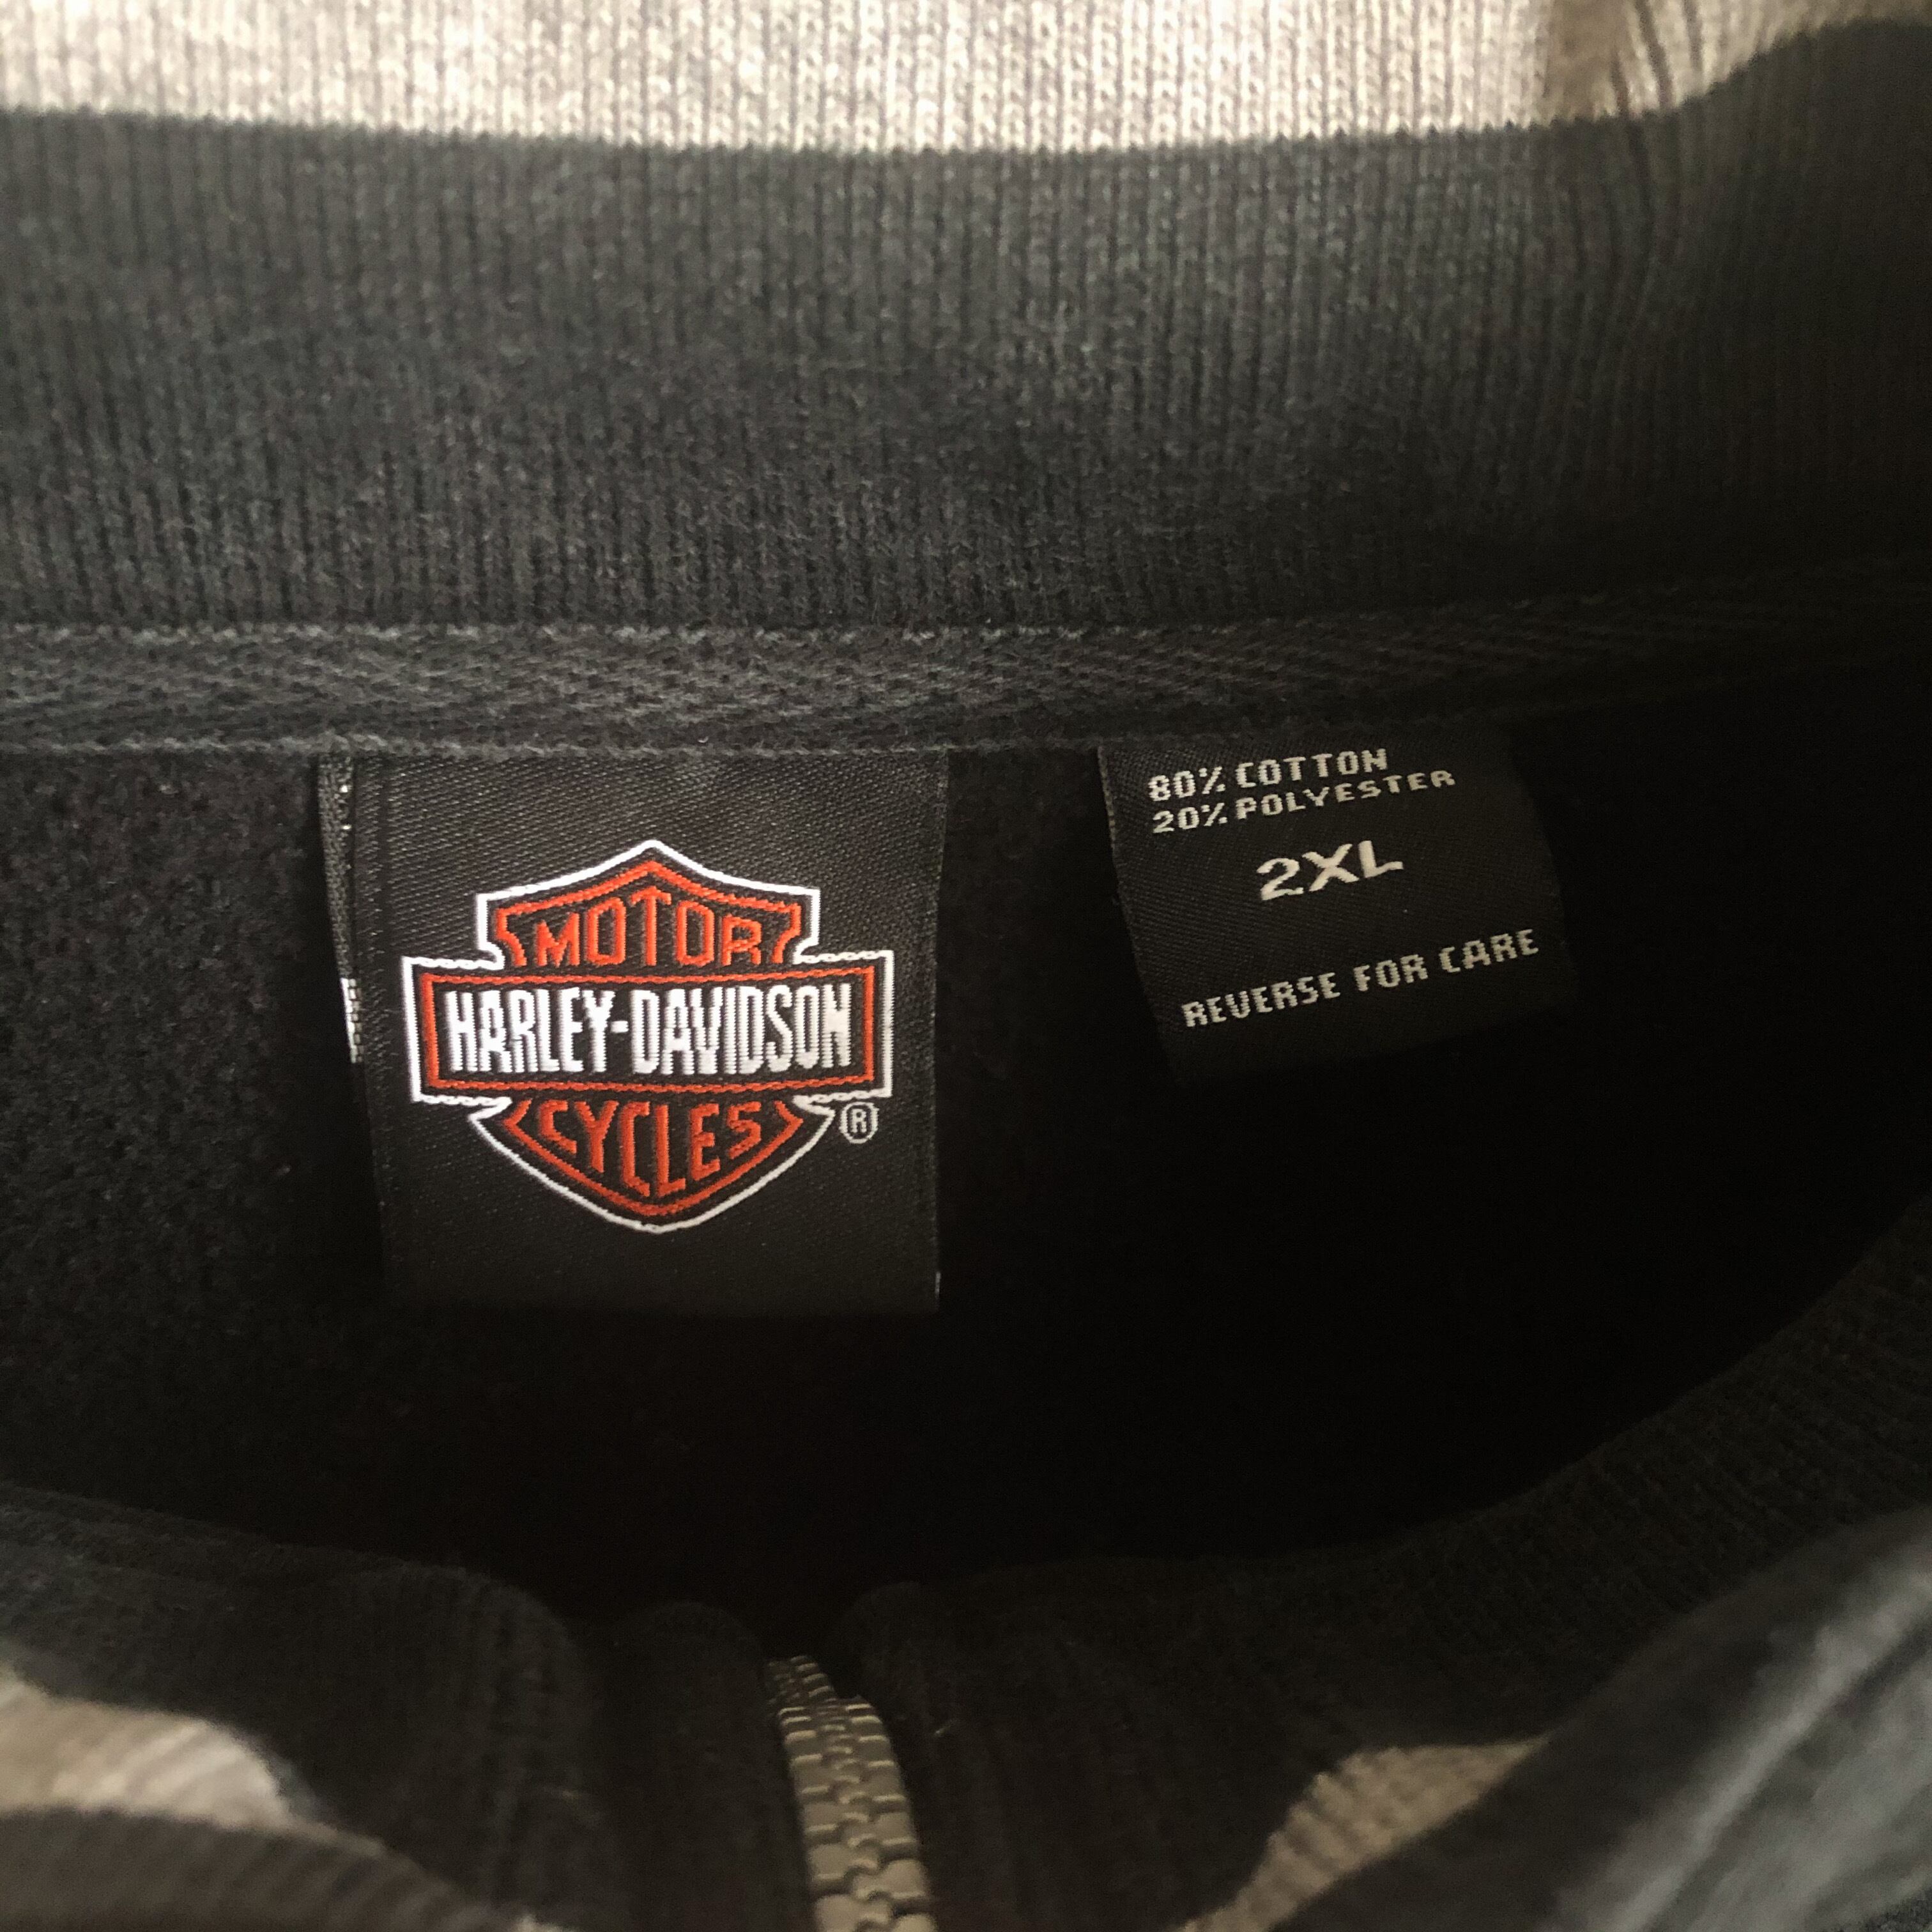 MOTOR
HARLEY-DAVIDSON
CYCLES
®
80% COTTON
20% POLYESTER
2XL
REVERSE FOR CARE